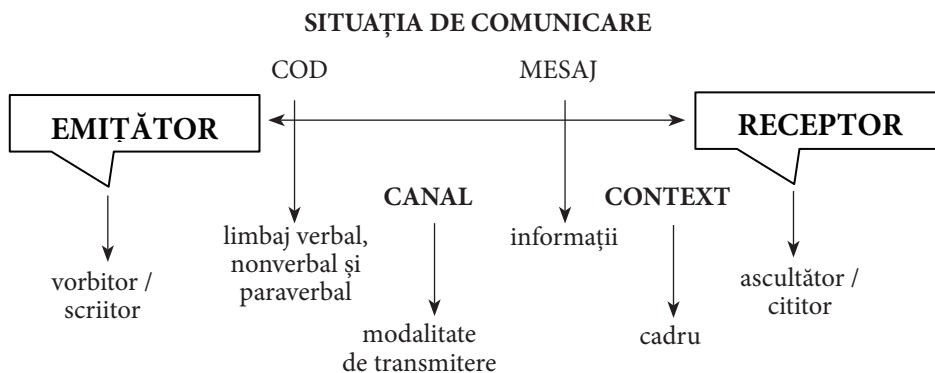 SITUAȚIA DE COMUNICARE
COD
MESAJ
EMIȚĂTOR
RECEPTOR
CANAL
CONTEXT
limbaj verbal,
nonverbal și
paraverbal
informații
vorbitor /
scriitor
ascultător /
cititor
modalitate
de transmitere
cadru